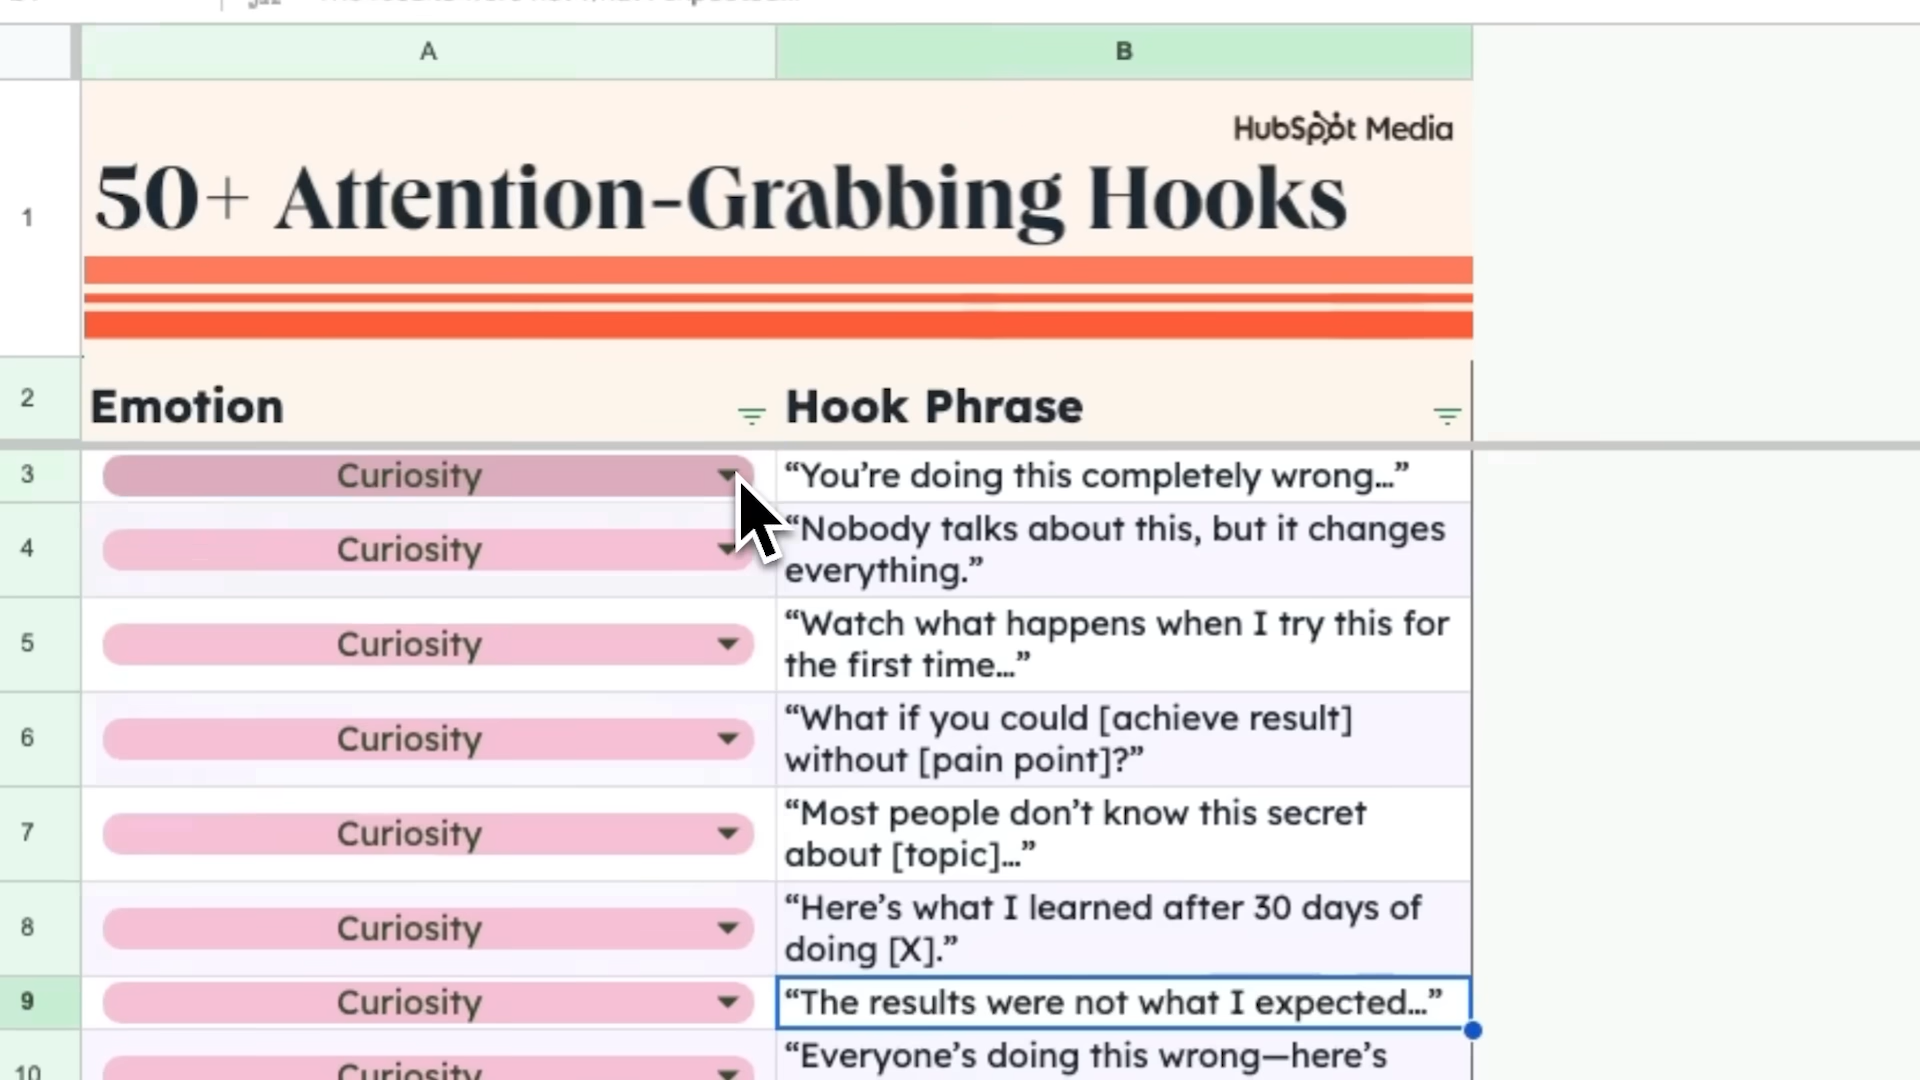 A
B
1
HubSpot Media
50+ Attention-Grabbing Hooks
2
Emotion
Hook Phrase
3
Curiosity
“You’re doing this completely wrong…”
4
Curiosity
“Nobody talks about this, but it changes
everything.”
5
Curiosity
“Watch what happens when I try this for
the first time…”
6
Curiosity
“What if you could [achieve result]
without [pain point]?”
7
Curiosity
“Most people don’t know this secret
about [topic]…”
8
Curiosity
“Here’s what I learned after 30 days of
doing [X].”
9
Curiosity
“The results were not what I expected…”
10
Curiosity
“Everyone’s doing this wrong—here’s